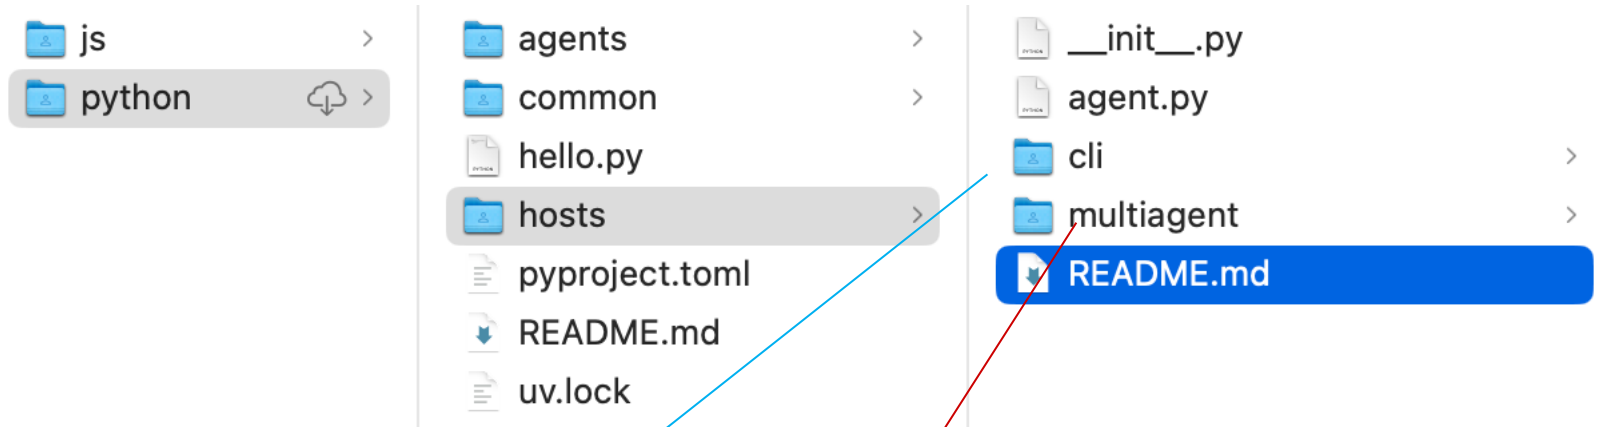 js
python
agents
common
hello.py
hosts
pyproject.toml
README.md
uv.lock
__init__.py
agent.py
cli
multiagent
README.md